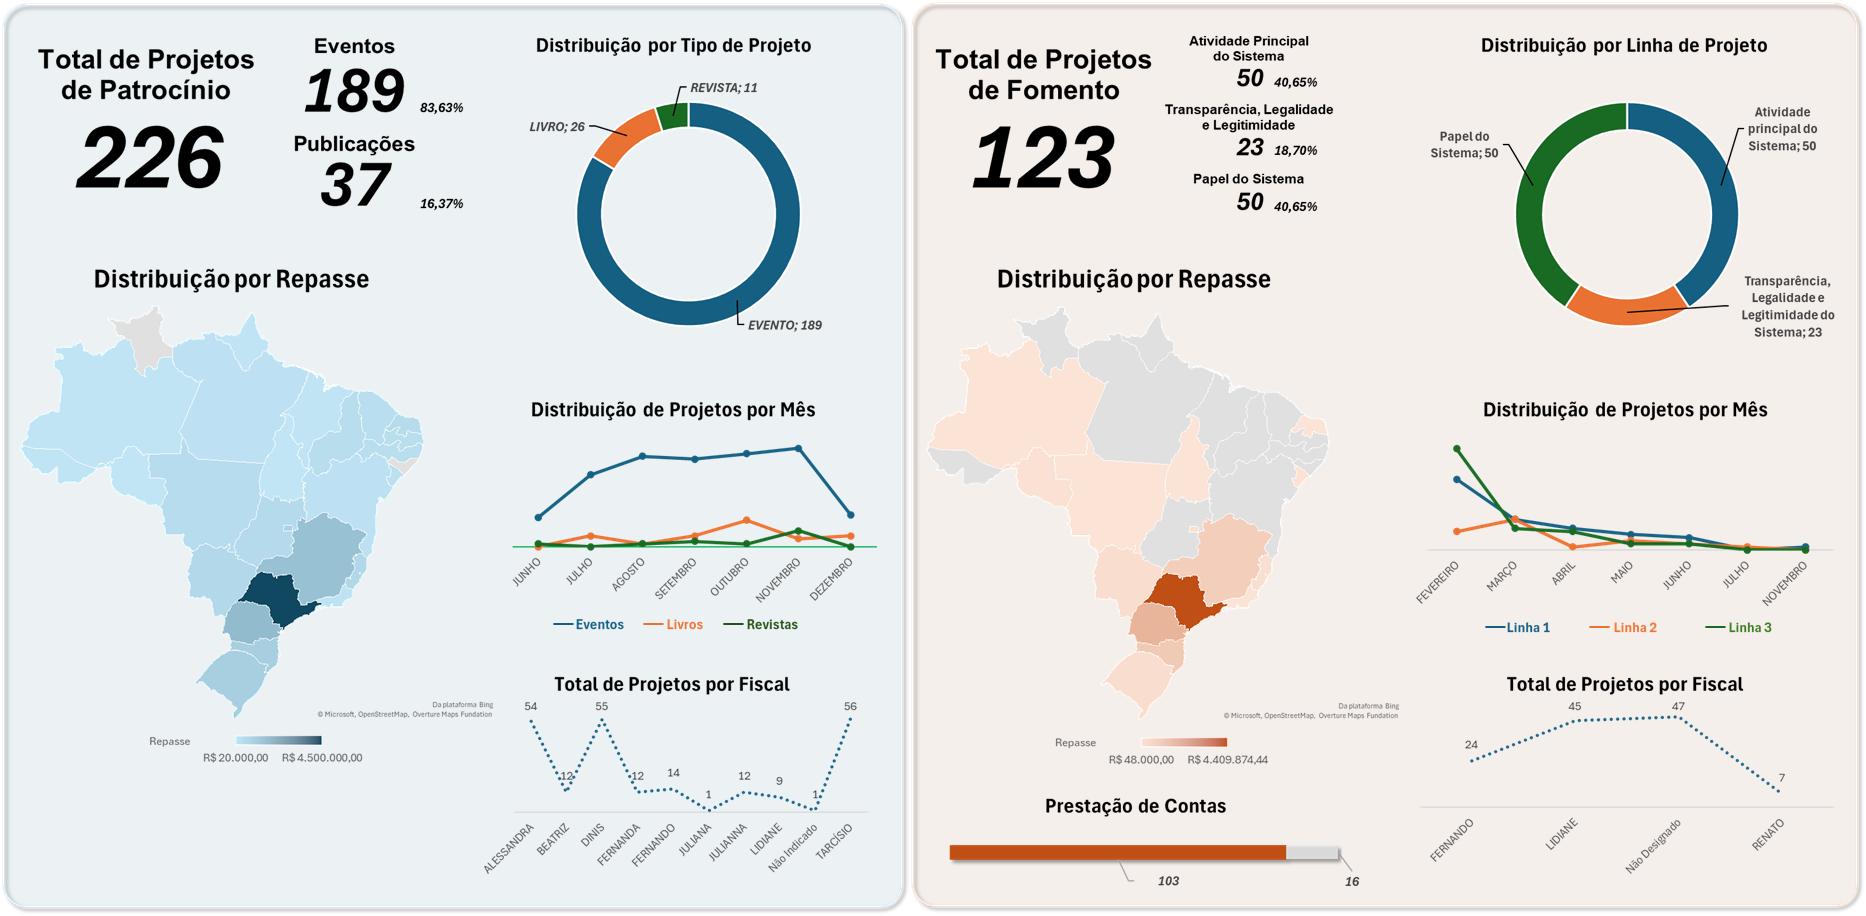 Total de Projetos
de Patrocínio
226
Eventos
189
83,63%
Publicações
37
16,37%
Distribuição por Tipo de Projeto
REVISTA; 11
LIVRO; 26
EVENTO; 189
Distribuição por Repasse
Da plataforma Bing
© Microsoft, OpenStreetMap, Overture Maps Fundation
Repasse
R$ 20.000,00
R$ 4.500.000,00
Distribuição de Projetos por Mês
JUNHO
JULHO
AGOSTO
SETEMBRO
OUTUBRO
NOVEMBRO
DEZEMBRO
Eventos
Livros
Revistas
Total de Projetos por Fiscal
54
12
55
12
14
1
12
9
1
56
ALESSANDRA
BEATRIZ
DINIS
FERNANDA
FERNANDO
JULIANA
JULIANNA
LIDIANE
Não Indicado
TARCÍSIO
Total de Projetos
de Fomento
123
Atividade Principal
do Sistema
50 40,65%
Transparência, Legalidade
e Legitimidade
23 18,70%
Papel do Sistema
50 40,65%
Distribuição por Linha de Projeto
Atividade
principal do
Sistema; 50
Papel do
Sistema; 50
Transparência,
Legalidade e
Legitimidade do
Sistema; 23
Distribuição por Repasse
Da plataforma Bing
© Microsoft, OpenStreetMap, Overture Maps Fundation
Repasse
R$ 48.000,00
R$ 4.409.874,44
Prestação de Contas
103
16
Distribuição de Projetos por Mês
FEVEREIRO
MARÇO
ABRIL
MAIO
JUNHO
JULHO
NOVEMBRO
Linha 1
Linha 2
Linha 3
Total de Projetos por Fiscal
24
45
47
7
FERNANDO
LIDIANE
Não Designado
RENATO